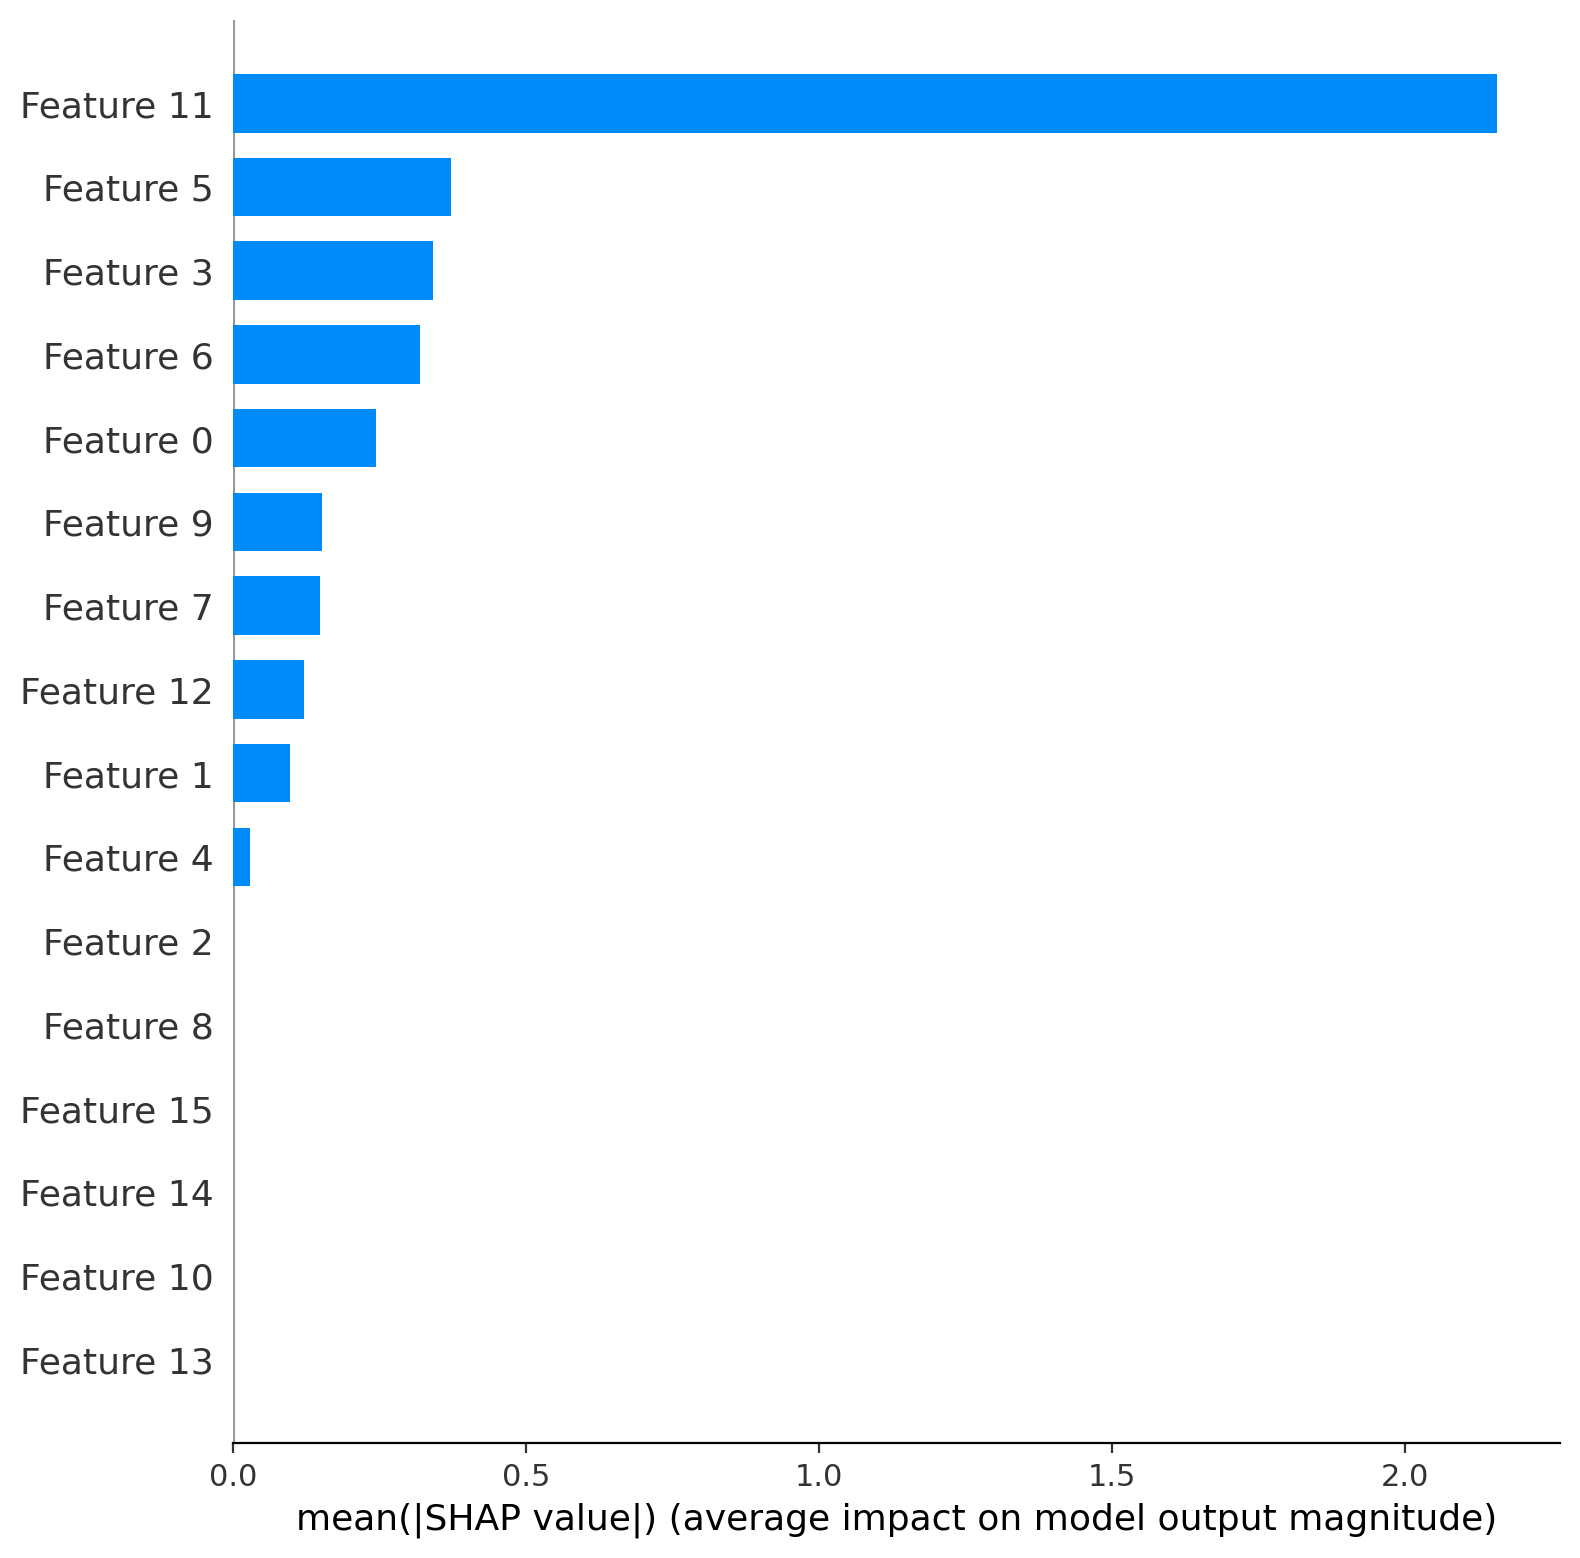 Feature 11
Feature 5
Feature 3
Feature 6
Feature 0
Feature 9
Feature 7
Feature 12
Feature 1
Feature 4
Feature 2
Feature 8
Feature 15
Feature 14
Feature 10
Feature 13
0.0 0.5 1.0 1.5 2.0
mean(|SHAP value|) (average impact on model output magnitude)